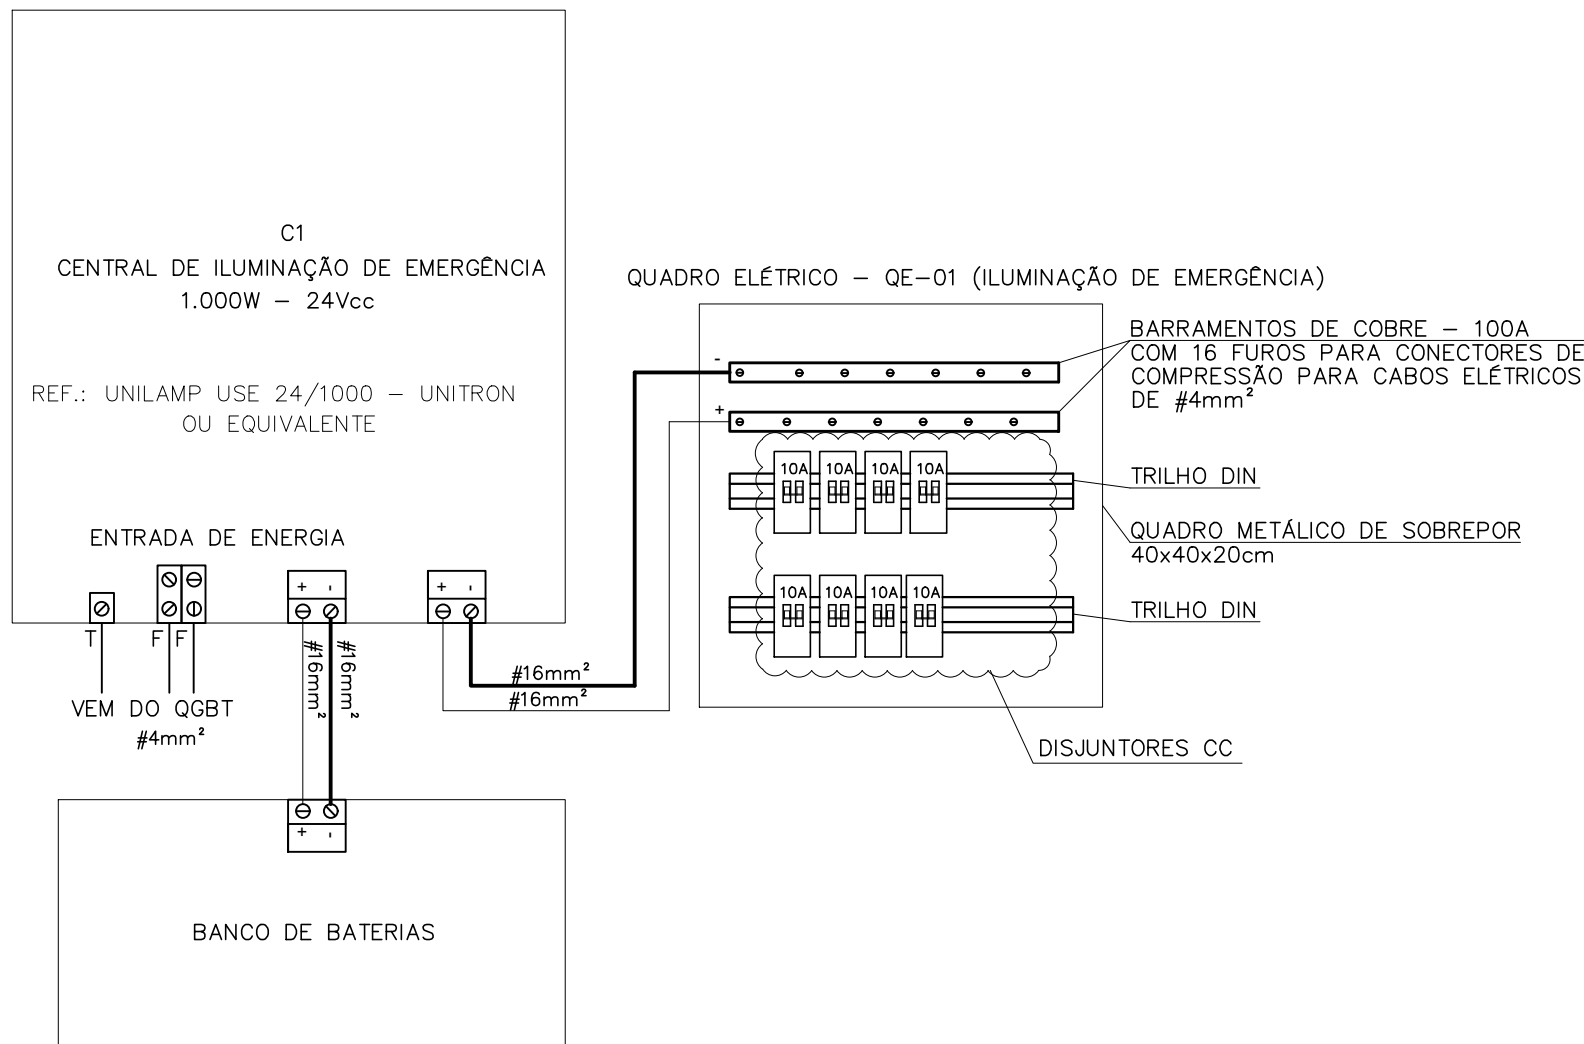 C1
CENTRAL DE ILUMINAÇÃO DE EMERGÊNCIA
1.000W – 24Vcc
REF.: UNILAMP USE 24/1000 – UNITRON
OU EQUIVALENTE
ENTRADA DE ENERGIA
+ -
+ -
T F F
VEM DO QGBT
#4mm²
#16mm²
#16mm²
#16mm²
#16mm²
+ -
BANCO DE BATERIAS
QUADRO ELÉTRICO – QE-01 (ILUMINAÇÃO DE EMERGÊNCIA)
-
+
10A 10A 10A 10A
10A 10A 10A 10A
BARRAMENTOS DE COBRE – 100A
COM 16 FUROS PARA CONECTORES DE
COMPRESSÃO PARA CABOS ELÉTRICOS
DE #4mm²
TRILHO DIN
QUADRO METÁLICO DE SOBREPOR
40x40x20cm
TRILHO DIN
DISJUNTORES CC